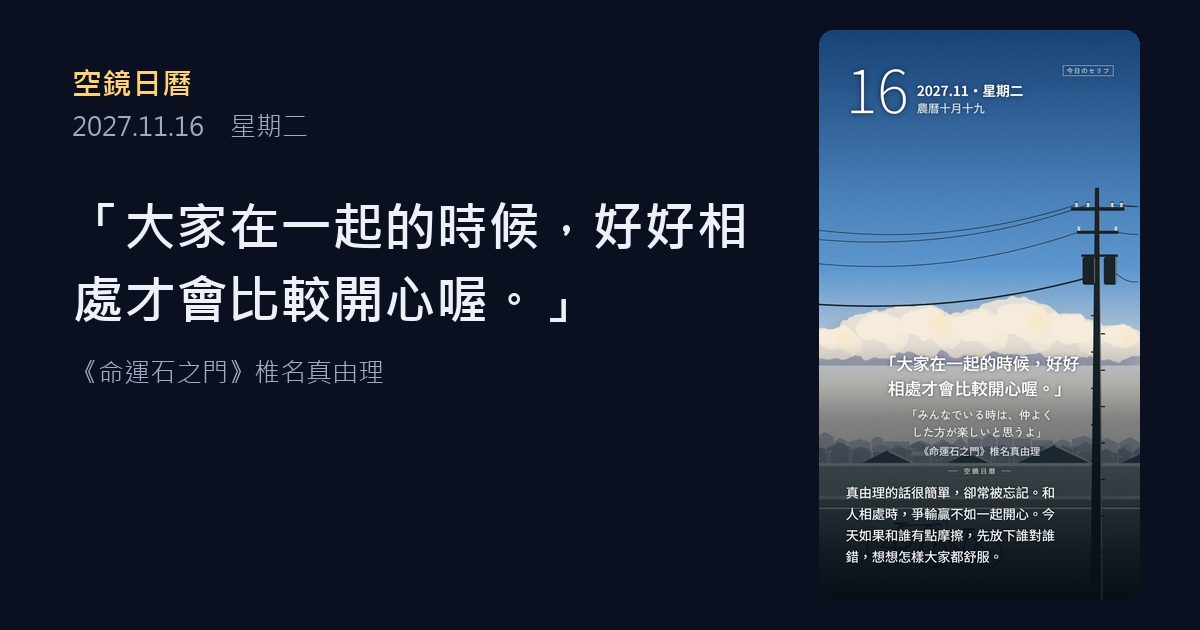 空鏡日曆
2027.11.16 星期二
「大家在一起的時候，好好相
處才會比較開心喔。」
《命運石之門》椎名真由理
16
2027.11・星期二
農曆十月十九
今日のセリフ
「大家在一起的時候，好好
相處才會比較開心喔。」
「みんなでいる時は、仲よく
した方が楽しいと思うよ」
《命運石之門》椎名真由理
空鏡日曆
真由理的話很簡單，卻常被忘記。和
人相處時，爭輸贏不如一起開心。今
天如果和誰有點摩擦，先放下誰對誰
錯，想想怎樣大家都舒服。